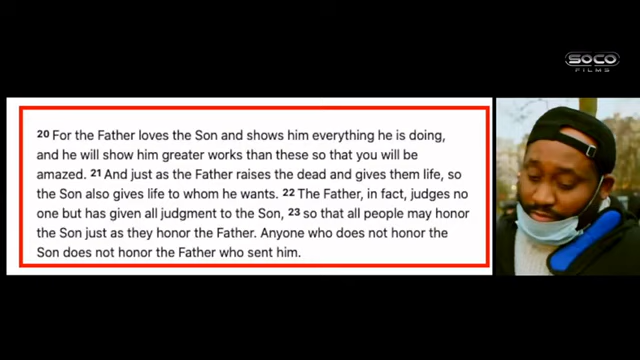 SOCO
FILMS
20 For the Father loves the Son and shows him everything he is doing,
and he will show him greater works than these so that you will be
amazed. 21 And just as the Father raises the dead and gives them life, so
the Son also gives life to whom he wants. 22 The Father, in fact, judges no
one but has given all judgment to the Son, 23 so that all people may honor
the Son just as they honor the Father. Anyone who does not honor the
Son does not honor the Father who sent him.